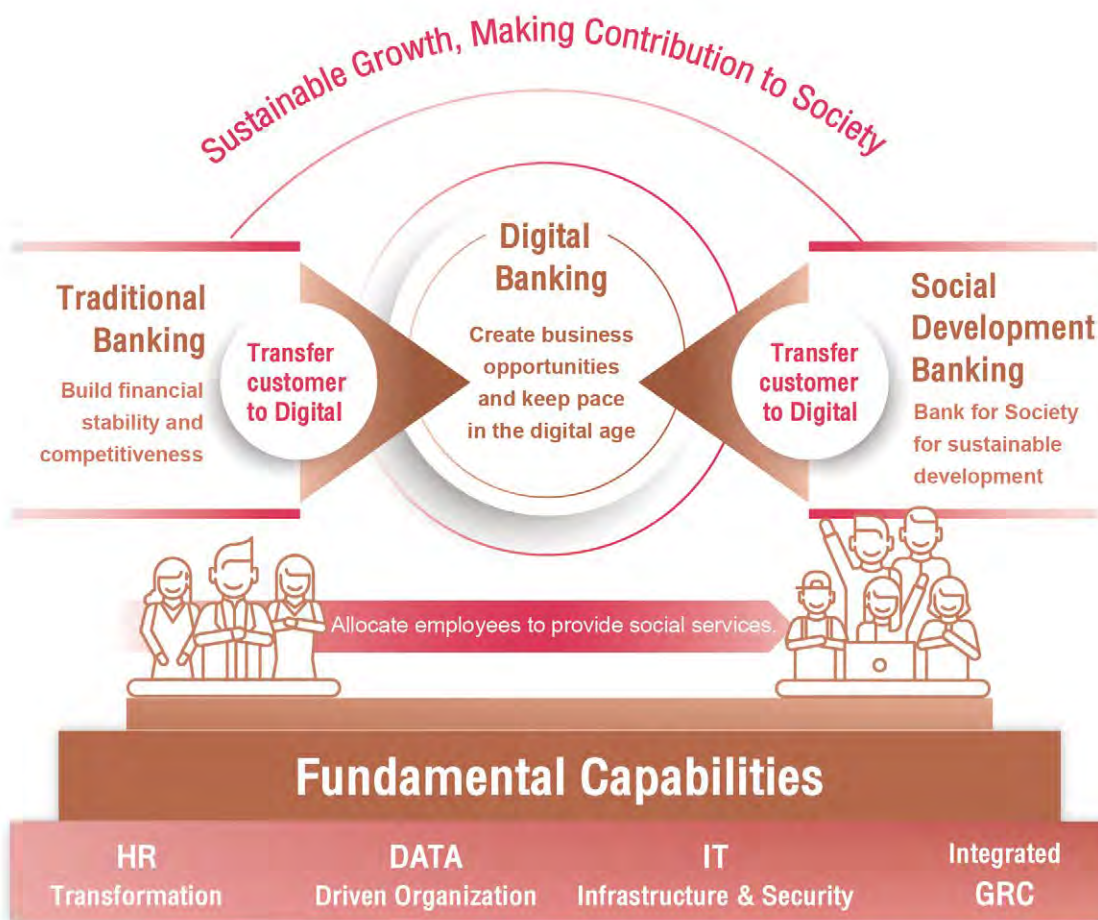 Sustainable Growth, Making Contribution to Society
Traditional
Banking
Build financial
stability and
competitiveness
Transfer
customer
to Digital
Digital
Banking
Create business
opportunities
and keep pace
in the digital age
Transfer
customer
to Digital
Social
Development
Banking
Bank for Society
for sustainable
development
Allocate employees to provide social services.
Fundamental Capabilities
HR
Transformation
DATA
Driven Organization
IT
Infrastructure & Security
Integrated
GRC